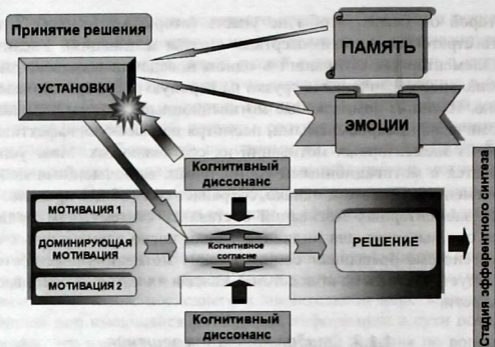 Принятие решения
ПАМЯТЬ
УСТАНОВКИ
ЭМОЦИИ
Когнитивный
диссонанс
МОТИВАЦИЯ 1
ДОМИНИРУЮЩАЯ
МОТИВАЦИЯ
МОТИВАЦИЯ 2
Когнитивное
согласие
РЕШЕНИЕ
Когнитивный
диссонанс
Стадия эфферентного синтеза